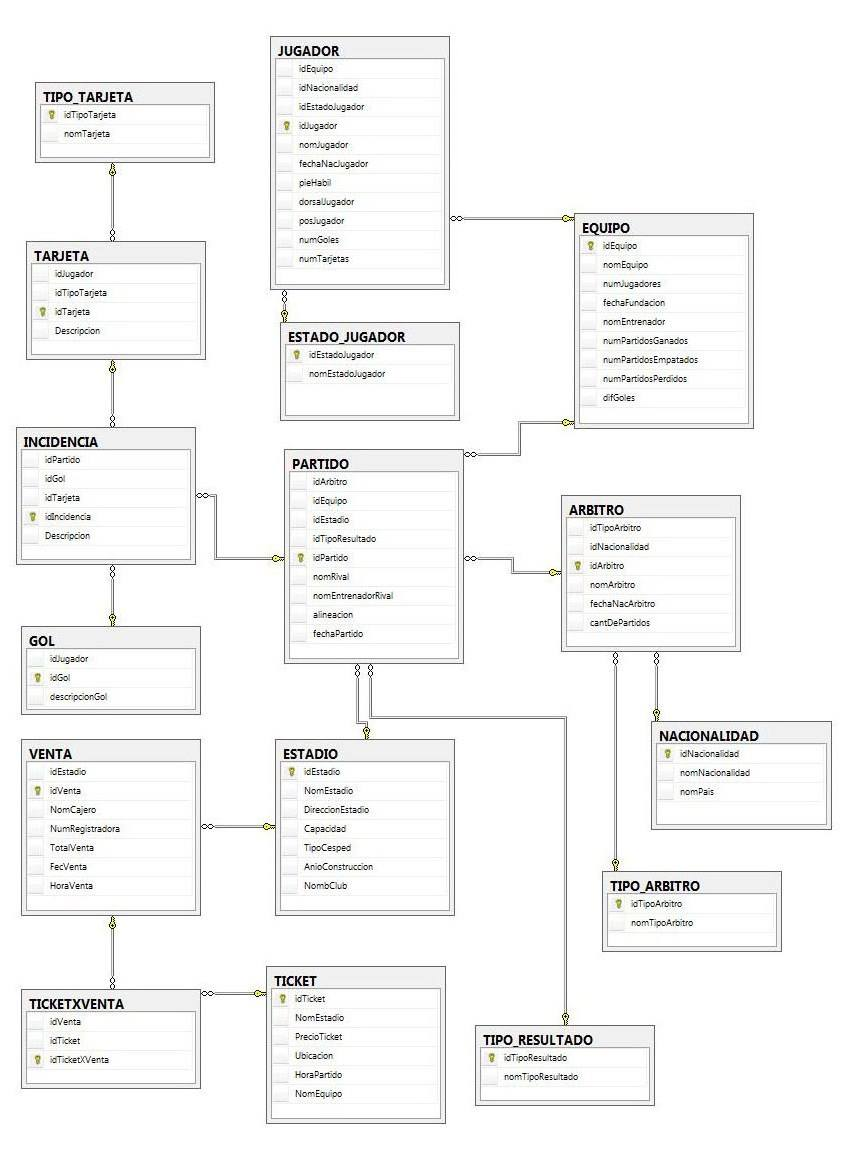 JUGADOR
idEquipo
idNacionalidad
idEstadoJugador
idJugador
nomJugador
fechaNacJugador
pieHabil
dorsalJugador
posJugador
numGoles
numTarjetas
TIPO_TARJETA
idTipoTarjeta
nomTarjeta
EQUIPO
idEquipo
nomEquipo
numJugadores
fechaFundacion
nomEntrenador
numPartidosGanados
numPartidosEmpatados
numPartidosPerdidos
difGoles
TARJETA
idJugador
idTipoTarjeta
idTarjeta
Descripcion
ESTADO_JUGADOR
idEstadoJugador
nomEstadoJugador
INCIDENCIA
idPartido
idGol
idTarjeta
idIncidencia
Descripcion
PARTIDO
idArbitro
idEquipo
idEstadio
idTipoResultado
idPartido
nomRival
nomEntrenadorRival
alineacion
fechaPartido
ARBITRO
idTipoArbitro
idNacionalidad
idArbitro
nomArbitro
fechaNacArbitro
cantDePartidos
GOL
idJugador
idGol
descripcionGol
NACIONALIDAD
idNacionalidad
nomNacionalidad
nomPais
VENTA
idEstadio
idVenta
NomCajero
NumRegistradora
TotalVenta
FecVenta
HoraVenta
ESTADIO
idEstadio
NomEstadio
DireccionEstadio
Capacidad
TipoCesped
AnioConstruccion
NombClub
TIPO_ARBITRO
idTipoArbitro
nomTipoArbitro
TICKETXVENTA
idVenta
idTicket
idTicketXVenta
TICKET
idTicket
NomEstadio
PrecioTicket
Ubicacion
HoraPartido
NomEquipo
TIPO_RESULTADO
idTipoResultado
nomTipoResultado